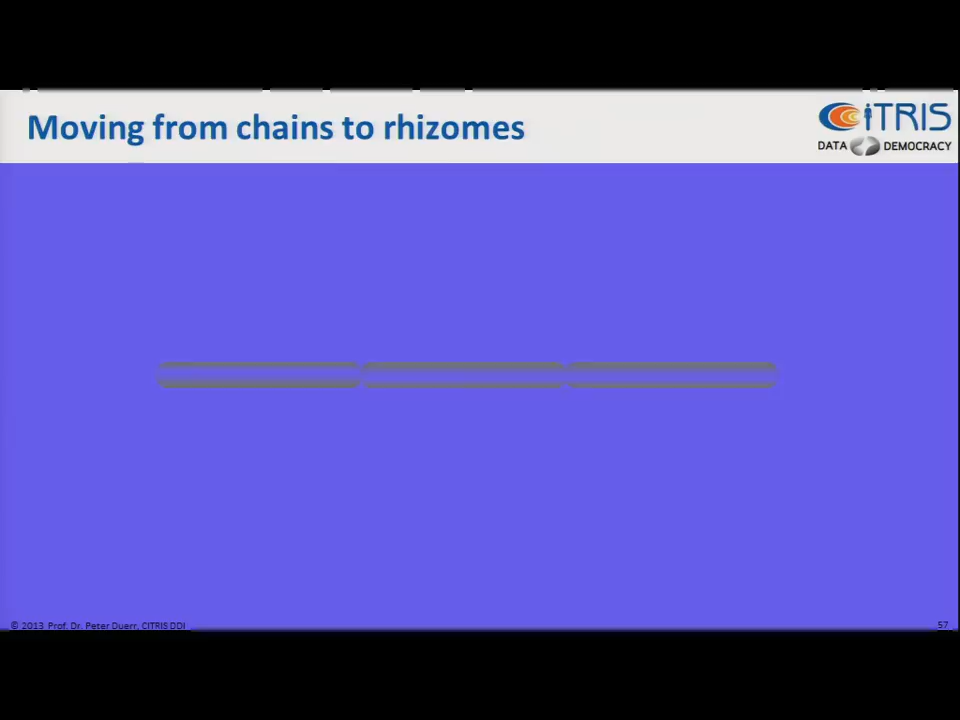 Moving from chains to rhizomes
CiTRIS
DATA DEMOCRACY
© 2013 Prof. Dr. Peter Duerr, CITRIS DDI
57